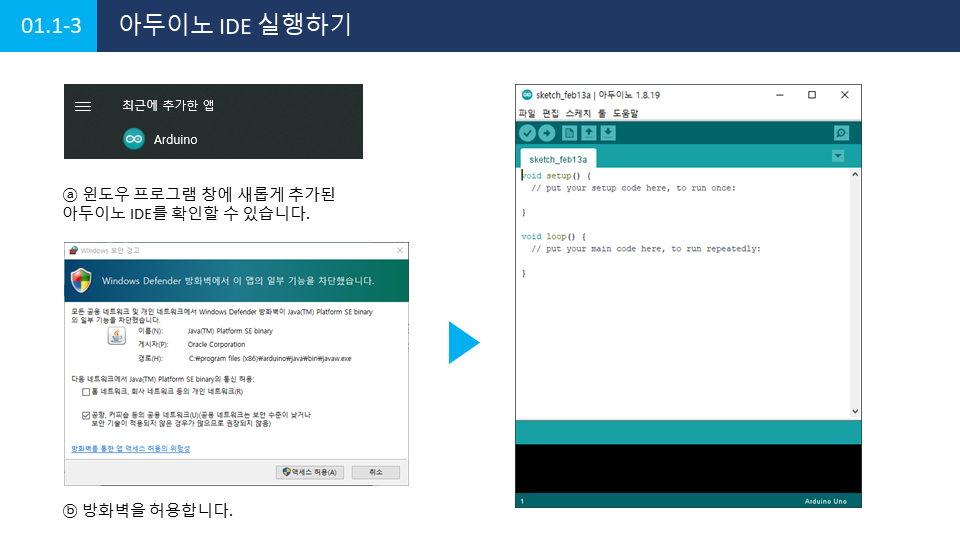 01.1-3
아두이노 IDE 실행하기
최근에 추가한 앱
Arduino
ⓐ 윈도우 프로그램 창에 새롭게 추가된
아두이노 IDE를 확인할 수 있습니다.
Windows 보안 경고
Windows Defender 방화벽에서 이 앱의 일부 기능을 차단했습니다.
모든 공용 네트워크 및 개인 네트워크에서 Windows Defender 방화벽이 Java(TM) Platform SE binary
의 일부 기능을 차단했습니다.
이름(N): Java(TM) Platform SE binary
게시자(P): Oracle Corporation
경로(H): C:₩program files (x86)₩arduino₩java₩bin₩javaw.exe
다음 네트워크에서 Java(TM) Platform SE binary의 통신 허용:
홈 네트워크, 회사 네트워크 등의 개인 네트워크(R)
공항, 커피숍 등의 공용 네트워크(U)(공용 네트워크는 보안 수준이 낮거나
보안 기술이 적용되지 않은 경우가 많으므로 권장되지 않음)
방화벽을 통한 앱 액세스 허용의 위험성
액세스 허용(A)
취소
ⓑ 방화벽을 허용합니다.
sketch_feb13a | 아두이노 1.8.19
파일 편집 스케치 툴 도움말
sketch_feb13a
void setup() {
// put your setup code here, to run once:
}
void loop() {
// put your main code here, to run repeatedly:
}
1
Arduino Uno